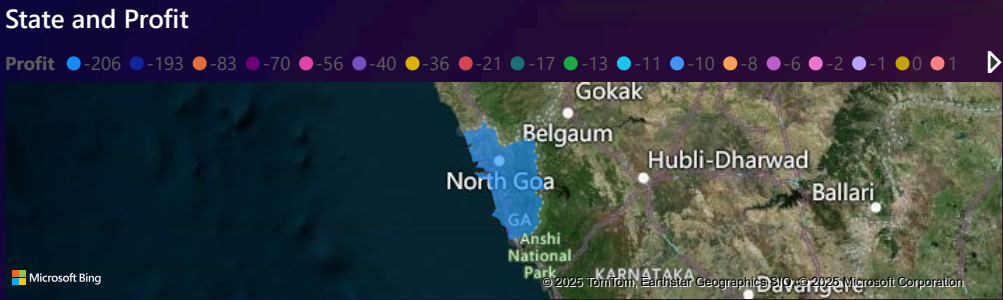 State and Profit
Profit -206 -193 -83 -70 -56 -40 -36 -21 -17 -13 -11 -10 -8 -6 -2 -1 0 1
Gokak
Belgaum
Hubli-Dharwad
North Goa
Ballari
GA
Anshi
National
Park
KARNATAKA
Microsoft Bing
© 2025 TomTom, Earthstar Geographics SIO, © 2025 Microsoft Corporation
Davangere